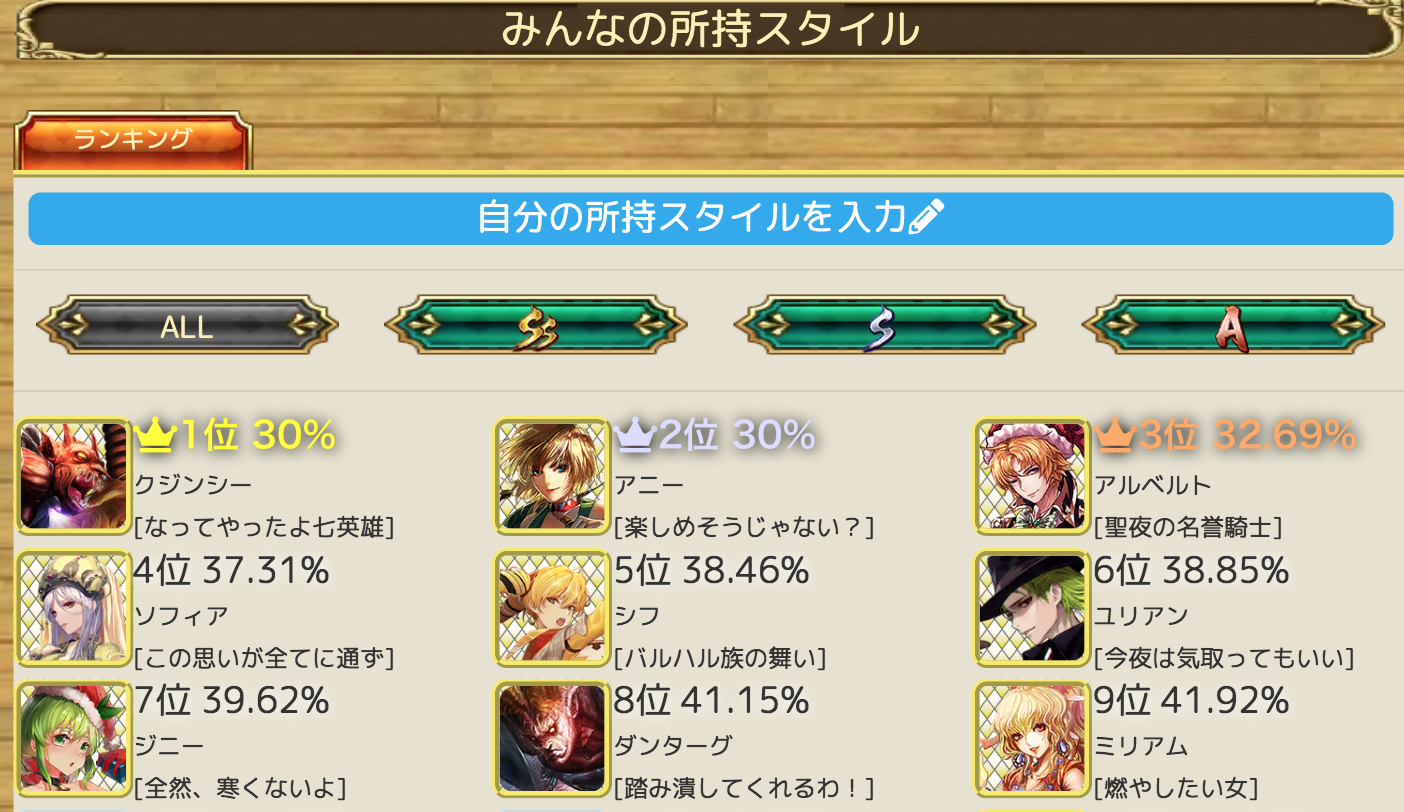 みんなの所持スタイル
ランキング
自分の所持スタイルを入力
ALL
SS
S
A
1位 30%
クジンシー
[なってやったよ七英雄]
2位 30%
アニー
[楽しめそうじゃない？]
3位 32.69%
アルベルト
[聖夜の名誉騎士]
4位 37.31%
ソフィア
[この思いが全てに通ず]
5位 38.46%
シフ
[バルハル族の舞い]
6位 38.85%
ユリアン
[今夜は気取ってもいい]
7位 39.62%
ジニー
[全然、寒くないよ]
8位 41.15%
ダンターグ
[踏み潰してくれるわ！]
9位 41.92%
ミリアム
[燃やしたい女]